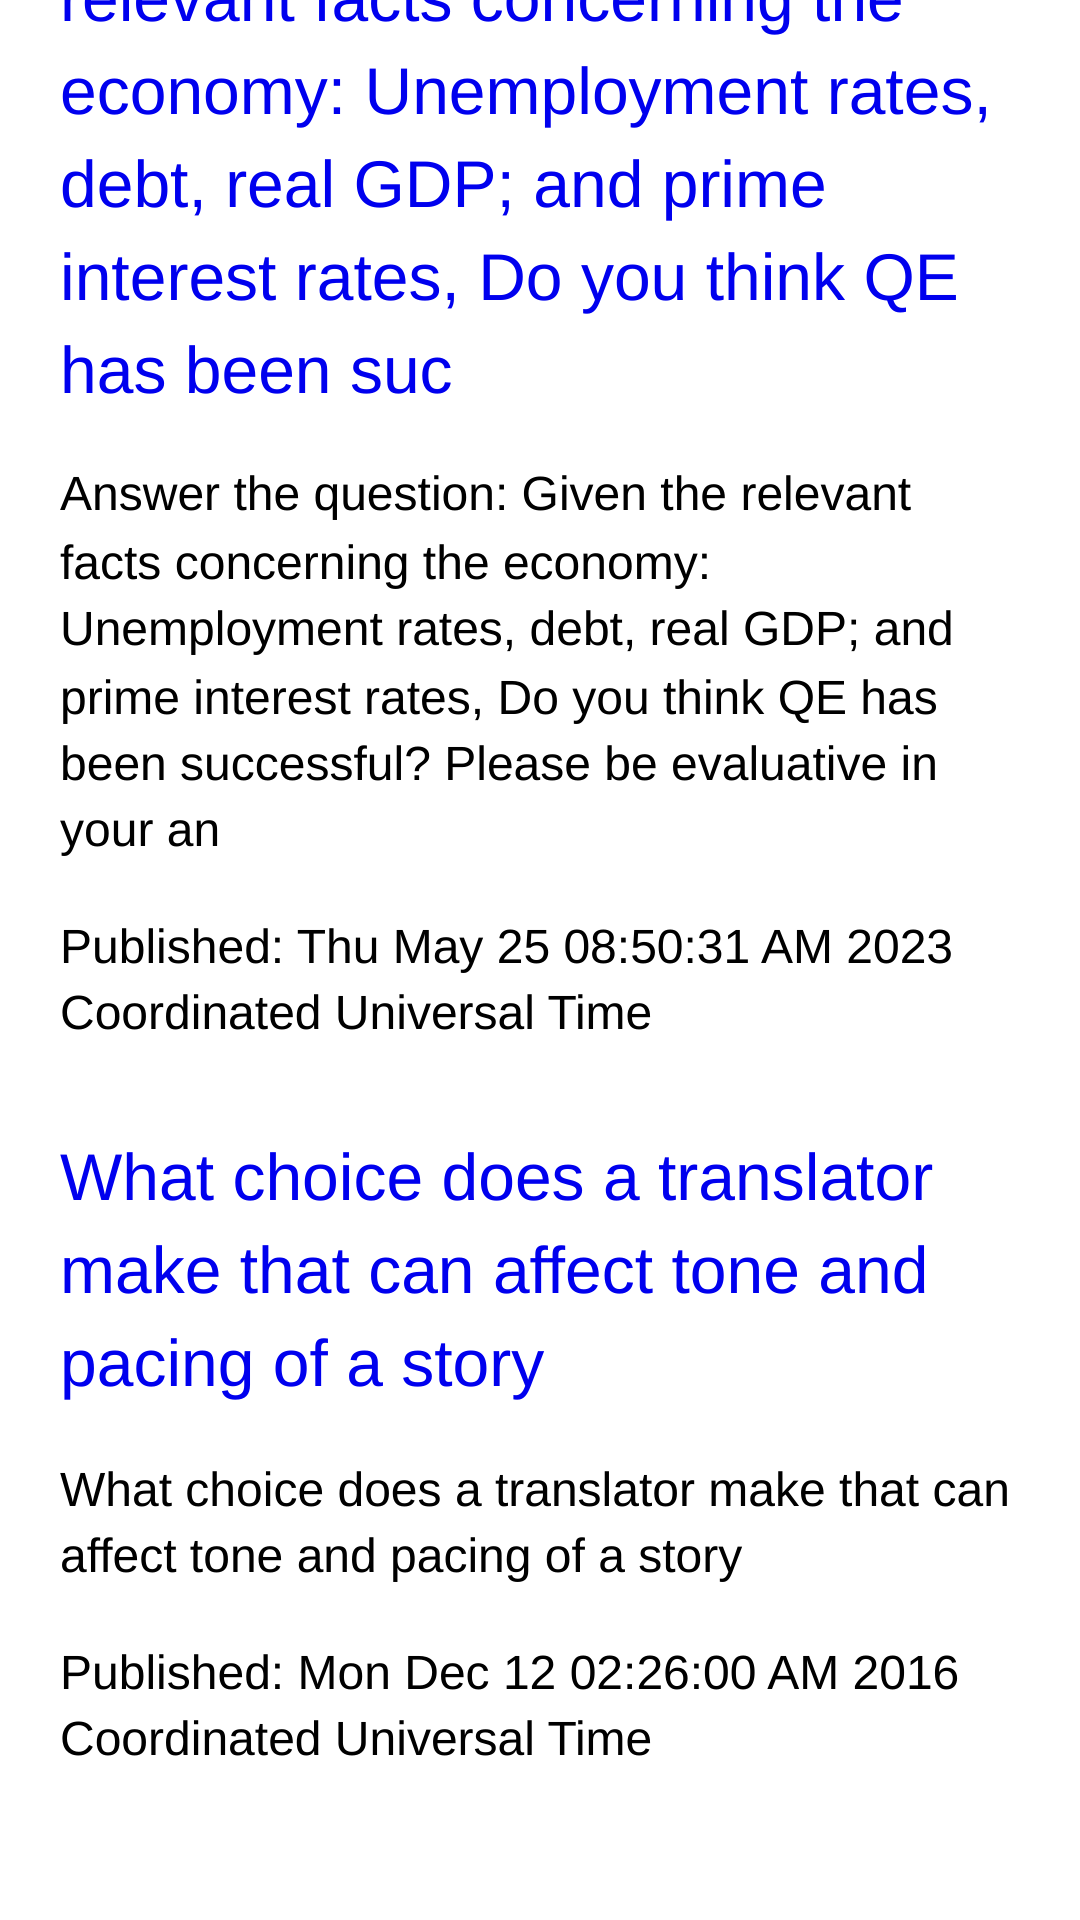 relevant facts concerning the
economy: Unemployment rates,
debt, real GDP; and prime
interest rates, Do you think QE
has been suc
Answer the question: Given the relevant
facts concerning the economy:
Unemployment rates, debt, real GDP; and
prime interest rates, Do you think QE has
been successful? Please be evaluative in
your an
Published: Thu May 25 08:50:31 AM 2023
Coordinated Universal Time
What choice does a translator
make that can affect tone and
pacing of a story
What choice does a translator make that can
affect tone and pacing of a story
Published: Mon Dec 12 02:26:00 AM 2016
Coordinated Universal Time